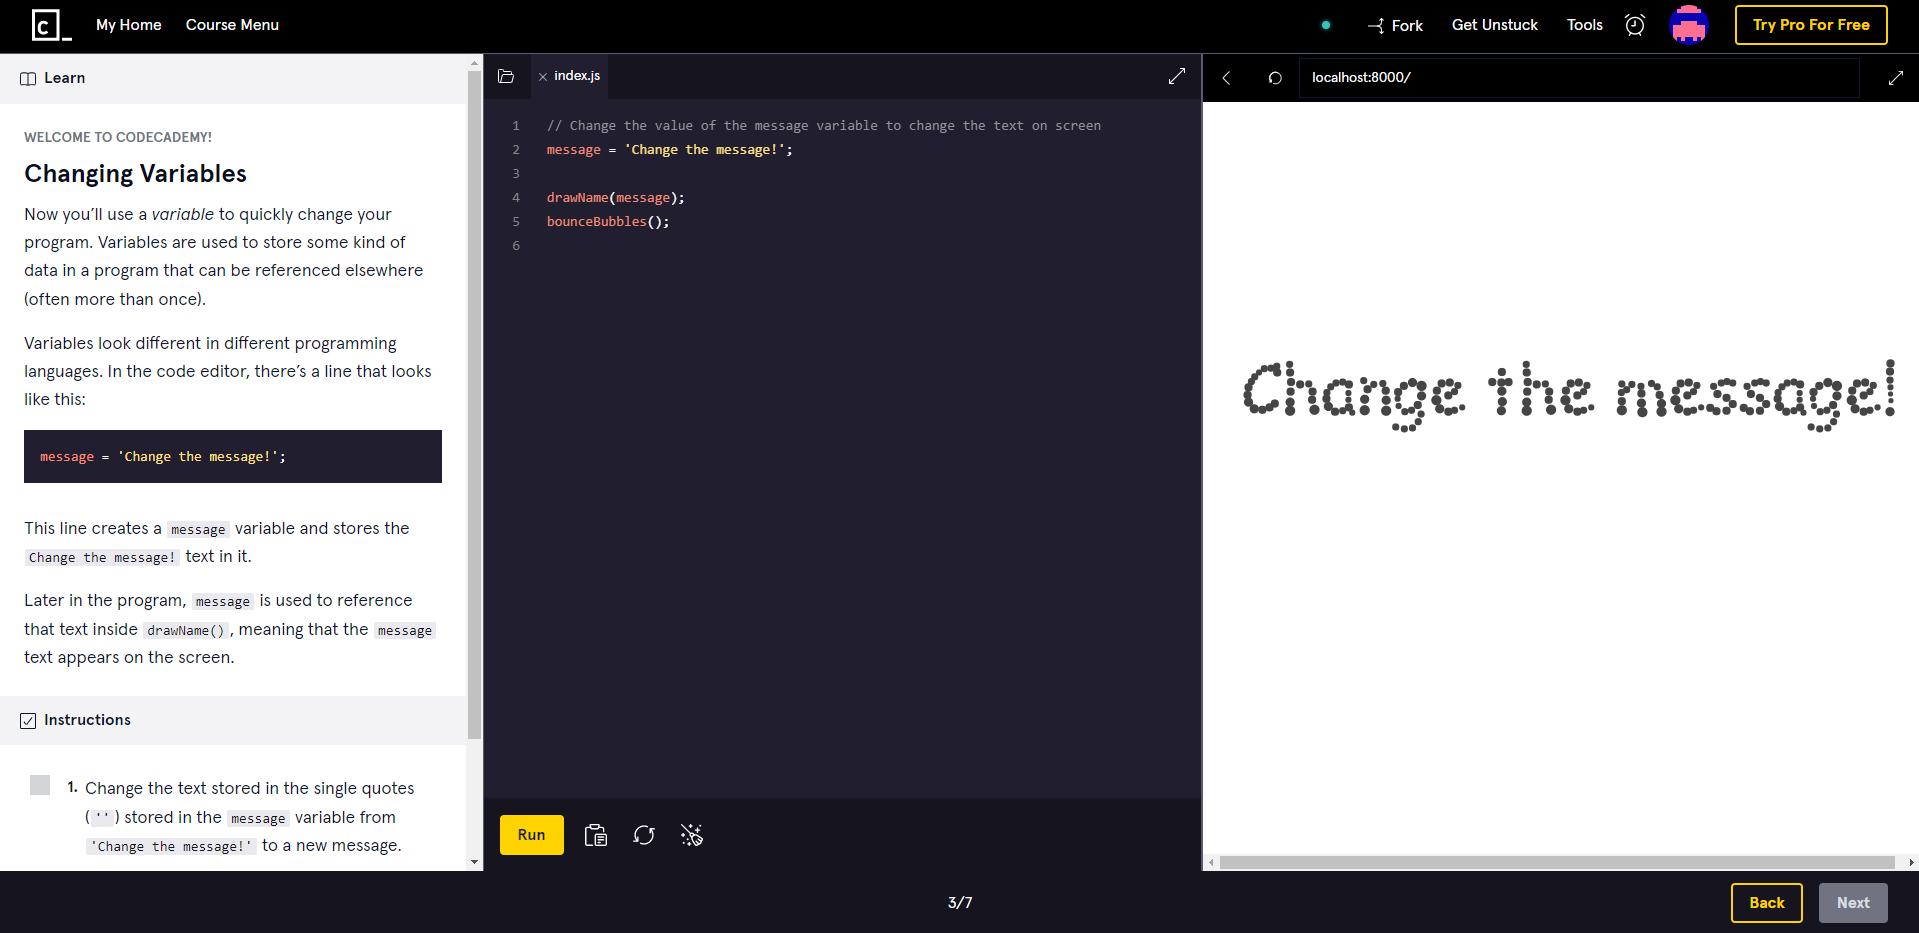 My Home Course Menu Fork Get Unstuck Tools Try Pro For Free
Learn
WELCOME TO CODECADEMY!
Changing Variables
Now you’ll use a variable to quickly change your
program. Variables are used to store some kind of
data in a program that can be referenced elsewhere
(often more than once).
Variables look different in different programming
languages. In the code editor, there’s a line that looks
like this:
message = 'Change the message!';
This line creates a message variable and stores the
Change the message! text in it.
Later in the program, message is used to reference
that text inside drawName(), meaning that the message
text appears on the screen.
Instructions
1. Change the text stored in the single quotes
('') stored in the message variable from
'Change the message!' to a new message.
index.js
1 // Change the value of the message variable to change the text on screen
2 message = 'Change the message!';
3
4 drawName(message);
5 bounceBubbles();
6
Run
localhost:8000/
Change the message!
3/7
Back Next